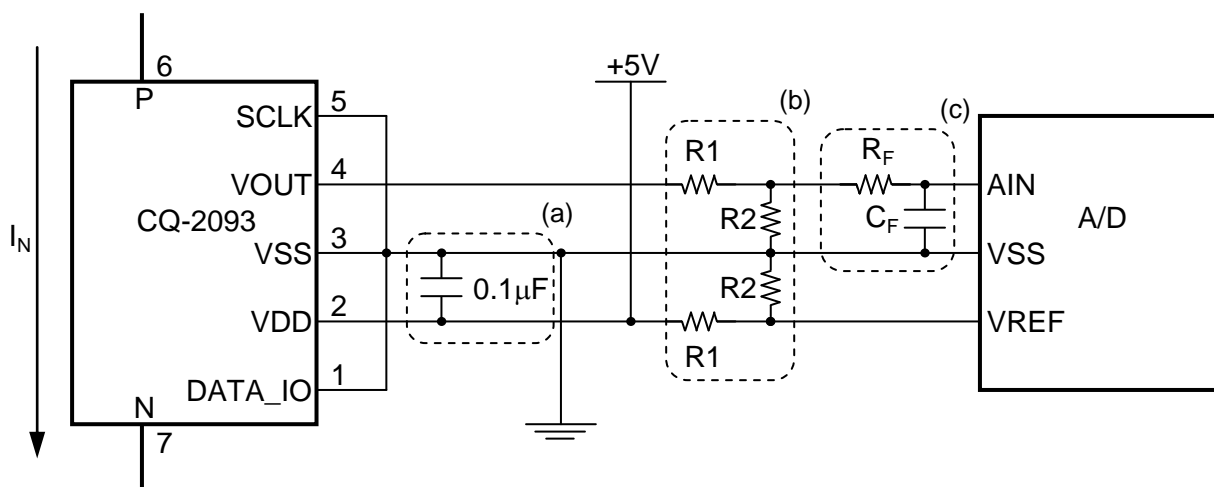 +5V
(b)
(c)
6
P
SCLK
5
R1
R_F
VOUT
4
AIN
CQ-2093
(a)
R2
C_F
A/D
I_N
VSS
3
VSS
0.1μF
R2
VDD
2
VREF
R1
DATA_IO
1
N
7